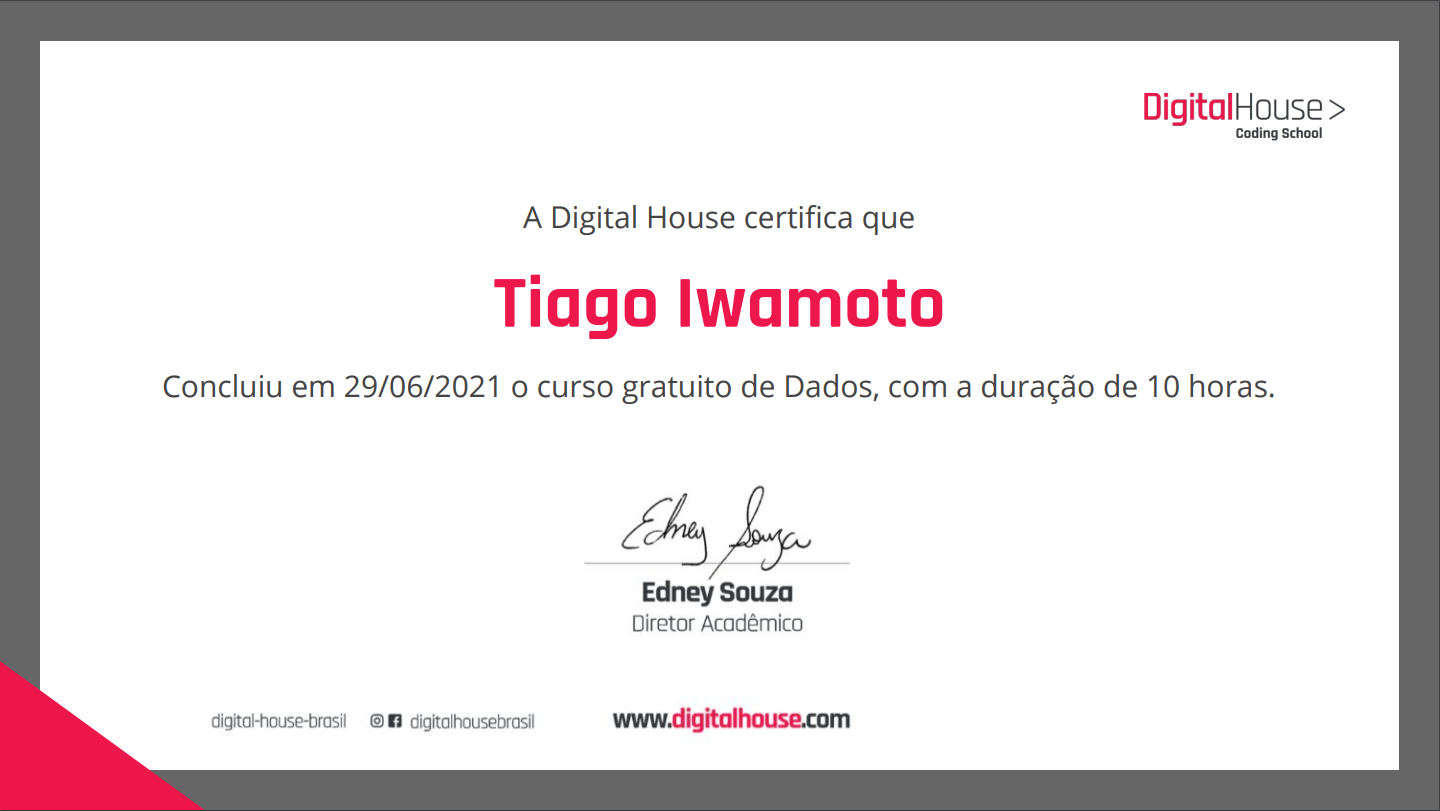 DigitalHouse >
Coding School
A Digital House certifica que
Tiago Iwamoto
Concluiu em 29/06/2021 o curso gratuito de Dados, com a duração de 10 horas.
Edney Souza
Edney Souza
Diretor Acadêmico
digital-house-brasil digitalhousebrasil www.digitalhouse.com